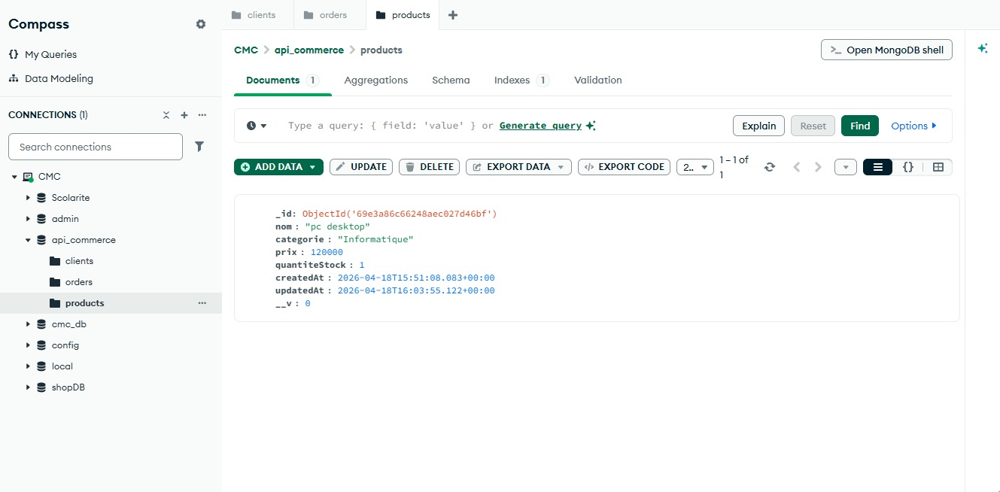 Compass
My Queries
Data Modeling
CONNECTIONS (1)
Search connections
CMC
Scolarite
admin
api_commerce
clients
orders
products
cmc_db
config
local
shopDB
clients orders products
CMC api_commerce products
>_ Open MongoDB shell
Documents 1 Aggregations Schema Indexes 1 Validation
Type a query: { field: 'value' } or Generate query
Explain Reset Find Options
ADD DATA UPDATE DELETE EXPORT DATA EXPORT CODE 2.. 1 – 1 of
1
_id: ObjectId('69e3a86c66248aec027d46bf')
nom : "pc desktop"
categorie : "Informatique"
prix : 120000
quantiteStock : 1
createdAt : 2026-04-18T15:51:08.083+00:00
updatedAt : 2026-04-18T16:03:55.122+00:00
__v : 0